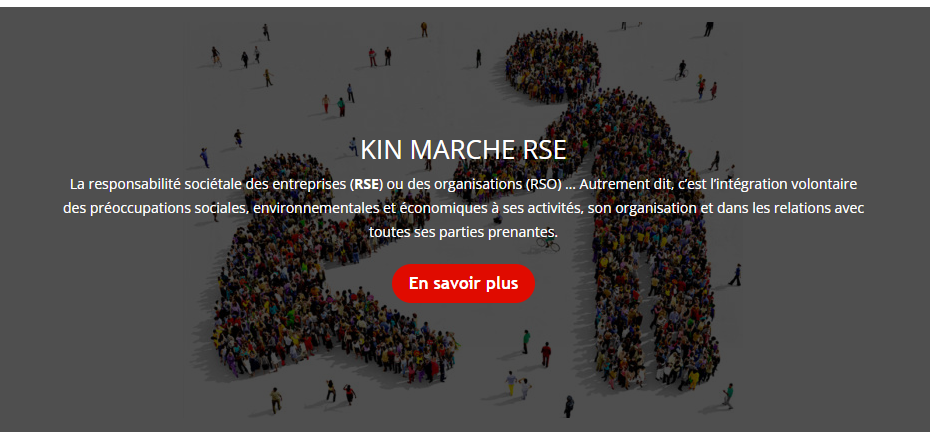 KIN MARCHE RSE
La responsabilité sociétale des entreprises (RSE) ou des organisations (RSO) ... Autrement dit, c'est l'intégration volontaire
des préoccupations sociales, environnementales et économiques à ses activités, son organisation et dans les relations avec
toutes ses parties prenantes.
En savoir plus